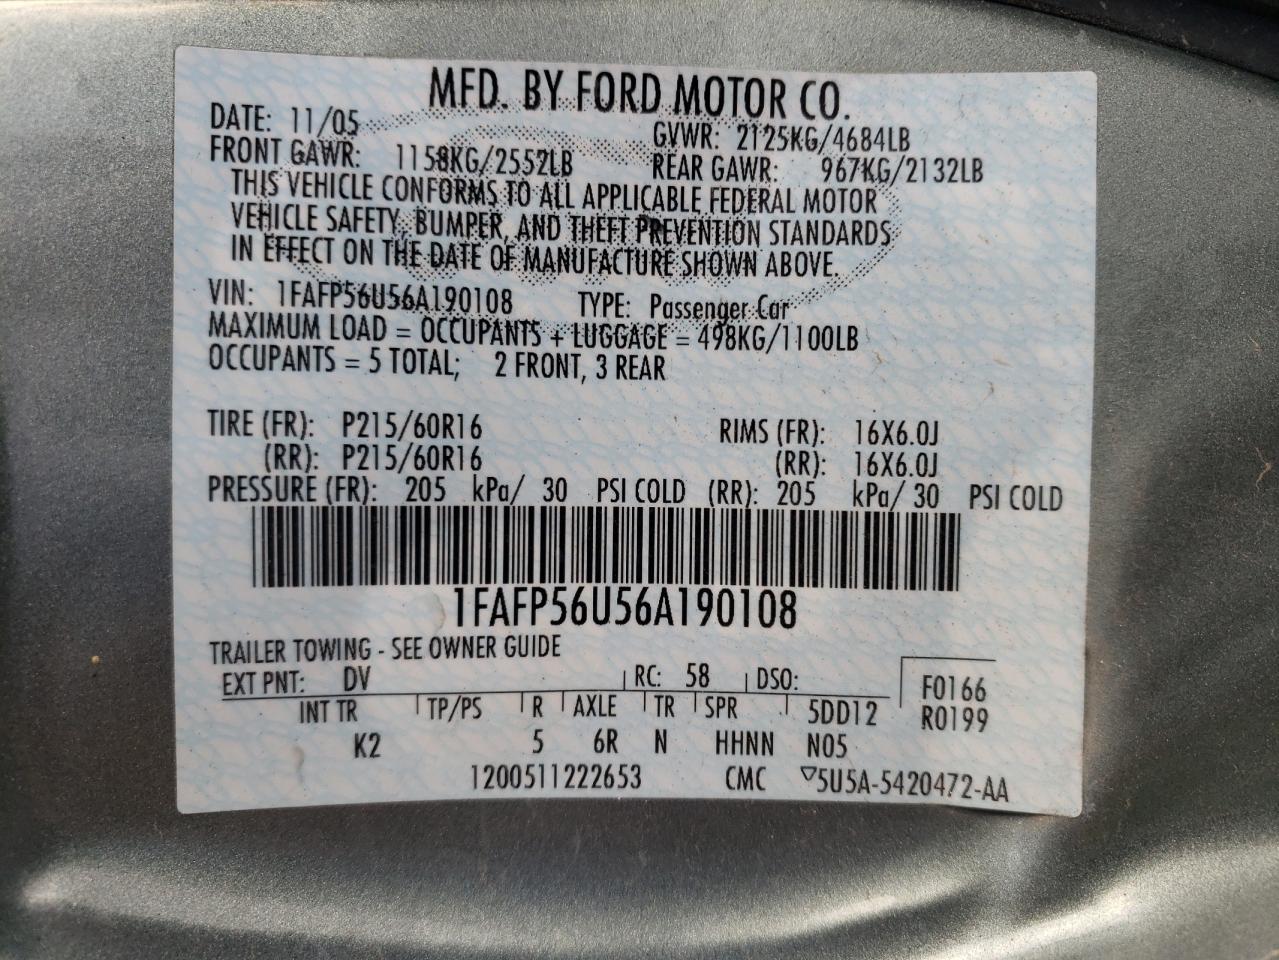 MFD. BY FORD MOTOR CO.
DATE: 11/05 GVWR: 2125KG/4684LB
FRONT GAWR: 1158KG/2552LB REAR GAWR: 967KG/2132LB
THIS VEHICLE CONFORMS TO ALL APPLICABLE FEDERAL MOTOR
VEHICLE SAFETY, BUMPER, AND THEFT PREVENTION STANDARDS
IN EFFECT ON THE DATE OF MANUFACTURE SHOWN ABOVE.
VIN: 1FAFP56U56A190108 TYPE: Passenger Car
MAXIMUM LOAD = OCCUPANTS + LUGGAGE = 498KG/1100LB
OCCUPANTS = 5 TOTAL; 2 FRONT, 3 REAR
TIRE (FR): P215/60R16 RIMS (FR): 16X6.0J
(RR): P215/60R16 (RR): 16X6.0J
PRESSURE (FR): 205 kPa/ 30 PSI COLD (RR): 205 kPa/ 30 PSI COLD
1FAFP56U56A190108
TRAILER TOWING - SEE OWNER GUIDE
EXT PNT: DV RC: 58 DSO: F0166
INT TR TP/PS R AXLE TR SPR 5DD12 R0199
K2 5 6R N HHNN N05
1200511222653 CMC ▽5U5A-5420472-AA